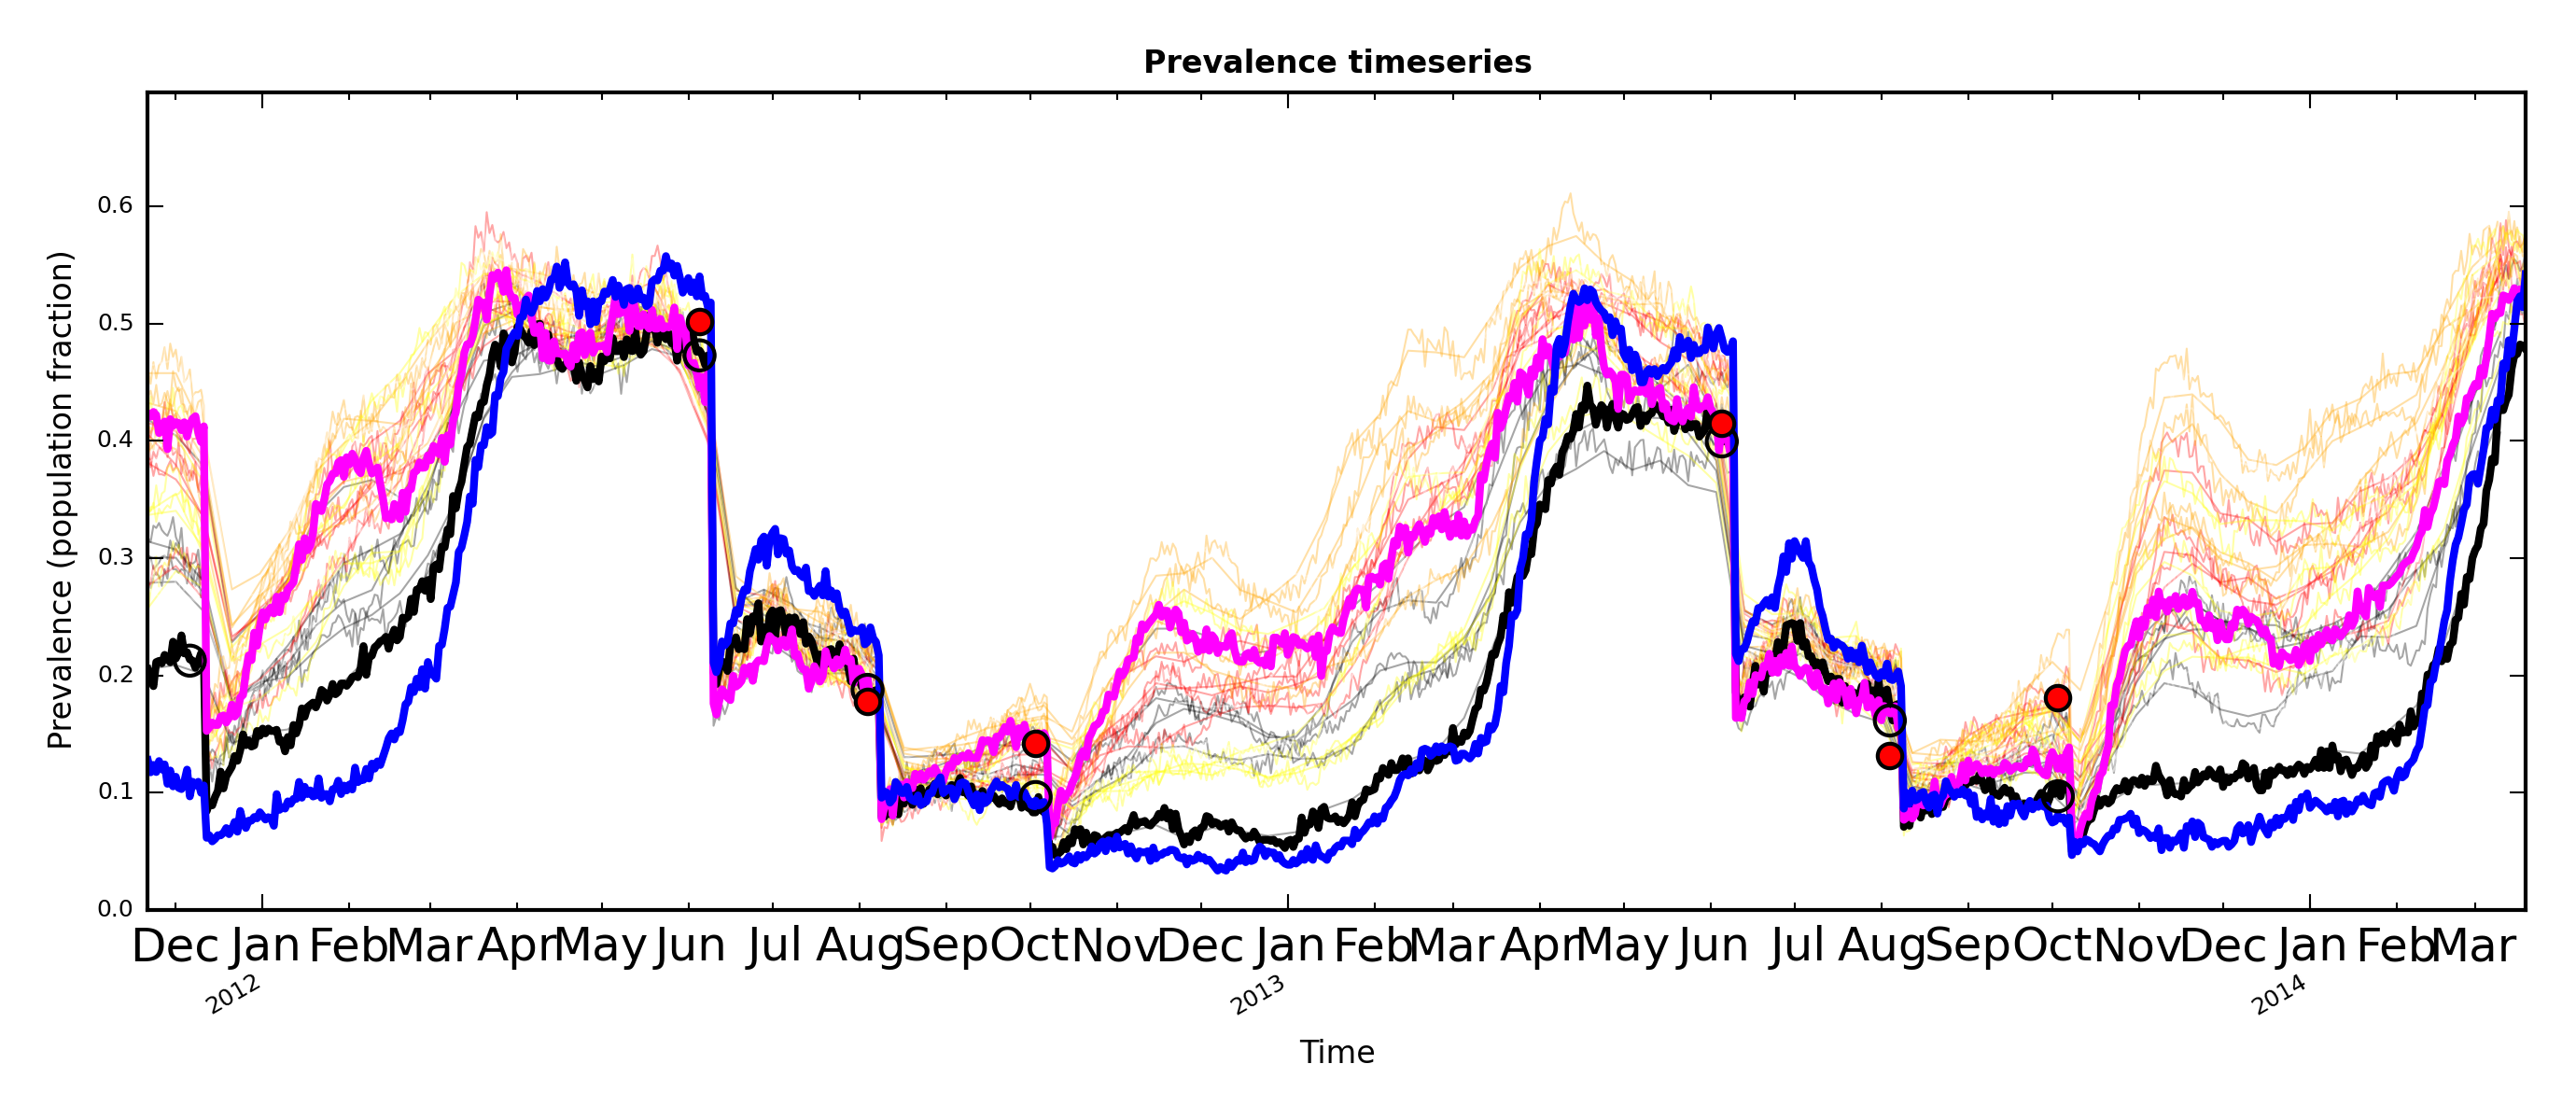 Prevalence timeseries
Prevalence (population fraction)
0.6
0.5
0.4
0.3
0.2
0.1
0.0
Dec Jan Feb Mar Apr May Jun Jul Aug Sep Oct Nov Dec Jan Feb Mar Apr May Jun Jul Aug Sep Oct Nov Dec Jan Feb Mar
2012 2013 2014
Time